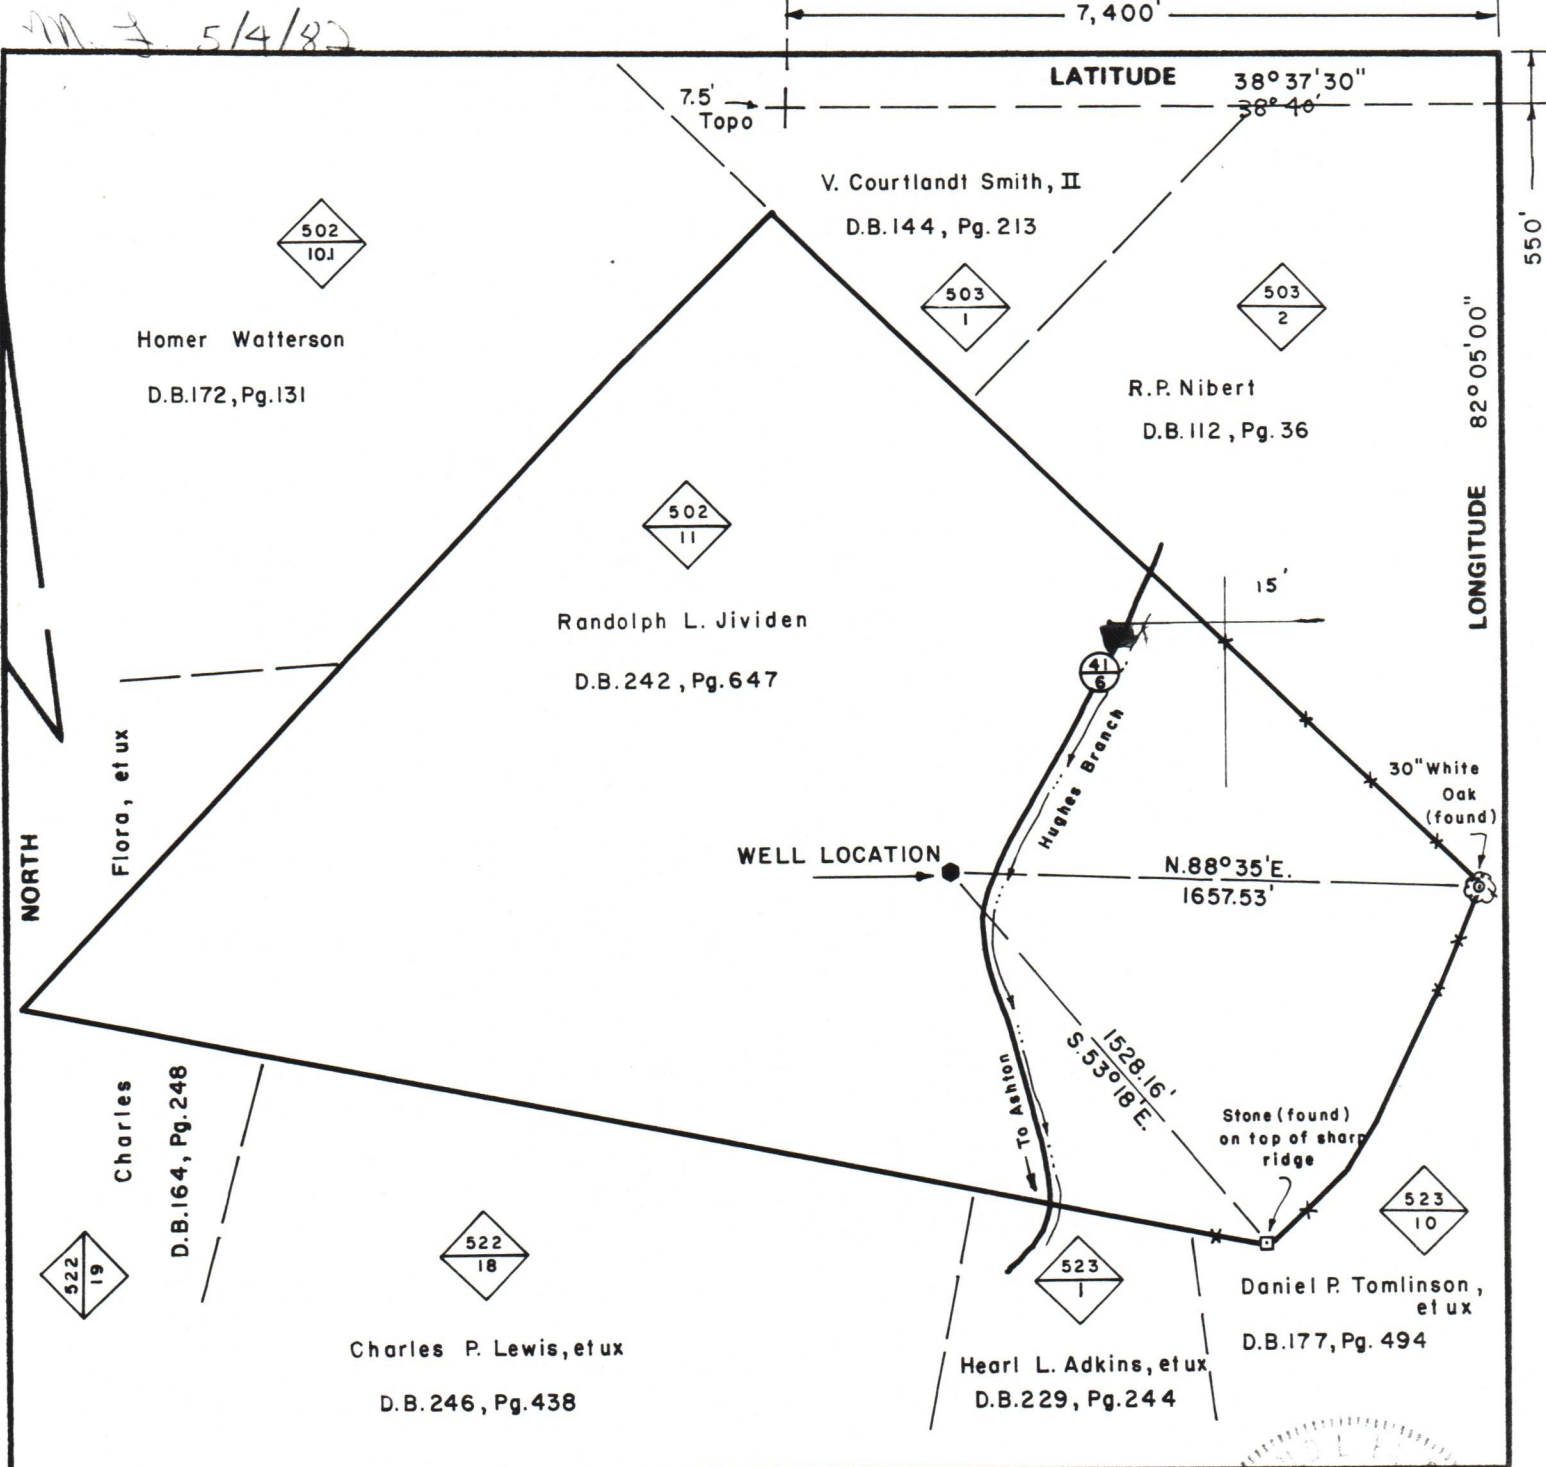 M. J. 5/4/82
7,400'
LATITUDE 38°37'30"
38°40'
7.5'
Topo
550'
V. Courtlandt Smith, II
D.B.144, Pg.213
502
10.1
503
1
503
2
Homer Watterson
D.B.172, Pg.131
R.P. Nibert
D.B.112, Pg.36
LONGITUDE 82°05'00"
502
11
Randolph L. Jividen
D.B.242, Pg.647
15'
41
6
Hughes Branch
30" White
Oak
(found)
NORTH
Charles Flora, et ux
D.B.164, Pg.248
WELL LOCATION
N.88°35'E.
1657.53'
1528.16'
S.53°18'E.
To Ashton
Stone (found)
on top of sharp
ridge
522
19
522
18
523
1
523
10
Charles P. Lewis, et ux
D.B.246, Pg.438
Hearl L. Adkins, et ux
D.B.229, Pg.244
Daniel P. Tomlinson,
et ux
D.B.177, Pg. 494